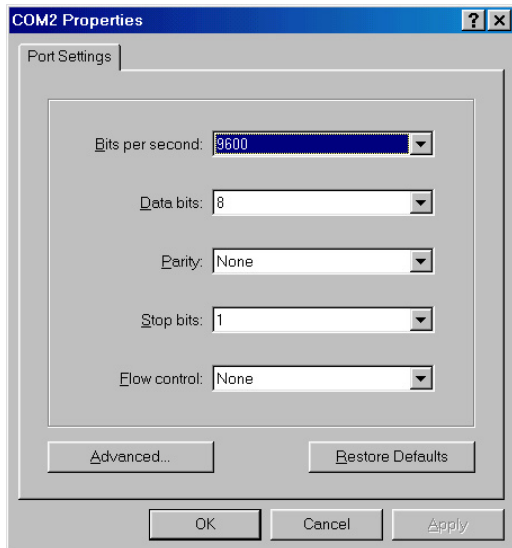 COM2 Properties
Port Settings
Bits per second: 9600
Data bits: 8
Parity: None
Stop bits: 1
Flow control: None
Advanced...
Restore Defaults
OK
Cancel
Apply